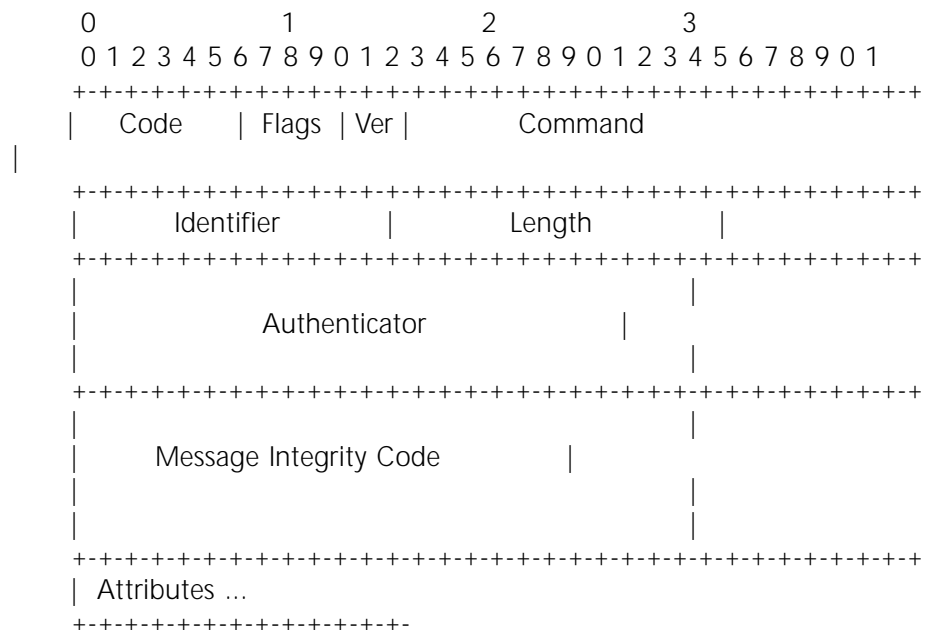 0                   1                   2                   3
0 1 2 3 4 5 6 7 8 9 0 1 2 3 4 5 6 7 8 9 0 1 2 3 4 5 6 7 8 9 0 1
+-+-+-+-+-+-+-+-+-+-+-+-+-+-+-+-+-+-+-+-+-+-+-+-+-+-+-+-+-+-+-+-+
| Code | Flags | Ver | Command
|
+-+-+-+-+-+-+-+-+-+-+-+-+-+-+-+-+-+-+-+-+-+-+-+-+-+-+-+-+-+-+-+-+
| Identifier | Length |
+-+-+-+-+-+-+-+-+-+-+-+-+-+-+-+-+-+-+-+-+-+-+-+-+-+-+-+-+-+-+-+-+
| |
| Authenticator |
| |
+-+-+-+-+-+-+-+-+-+-+-+-+-+-+-+-+-+-+-+-+-+-+-+-+-+-+-+-+-+-+-+-+
| |
| Message Integrity Code |
| |
| |
+-+-+-+-+-+-+-+-+-+-+-+-+-+-+-+-+-+-+-+-+-+-+-+-+-+-+-+-+-+-+-+-+
| Attributes ...
+-+-+-+-+-+-+-+-+-+-+-+-+-